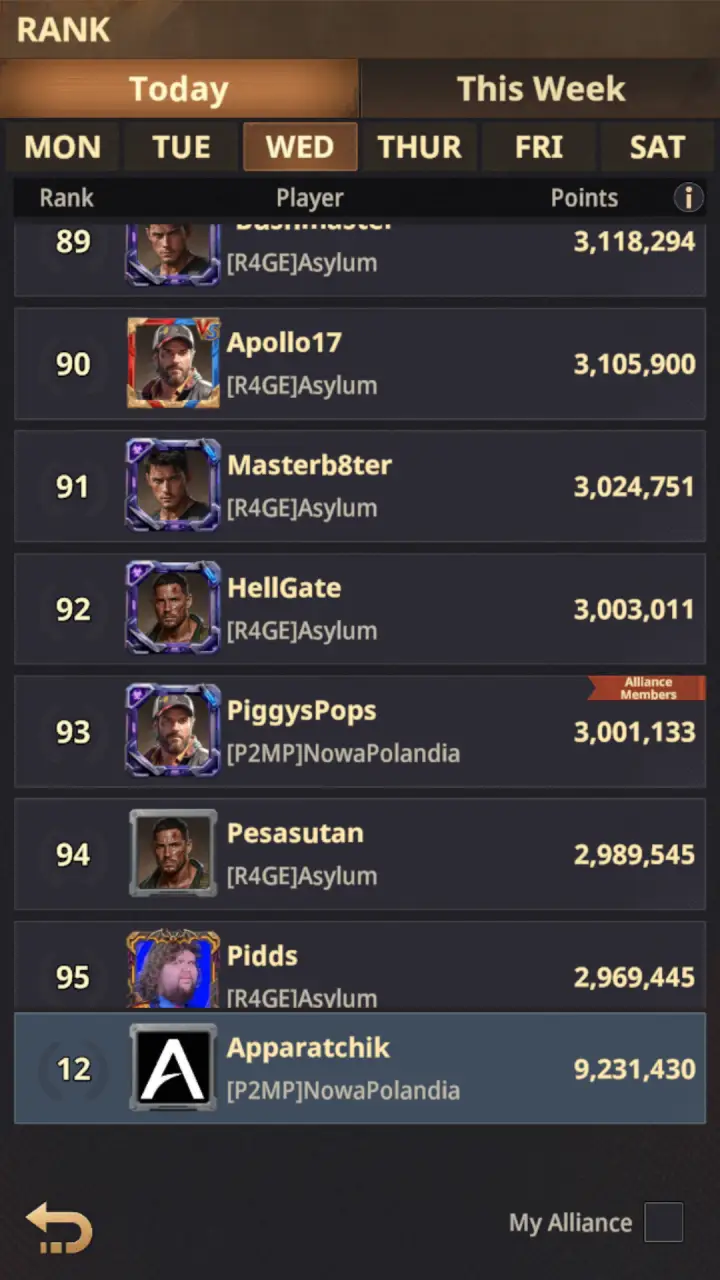 RANK
Today
This Week
MON
TUE
WED
THUR
FRI
SAT
Rank
Player
Points
89
[R4GE]Asylum
3,118,294
90
Apollo17
[R4GE]Asylum
3,105,900
91
Masterb8ter
[R4GE]Asylum
3,024,751
92
HellGate
[R4GE]Asylum
3,003,011
93
PiggysPops
[P2MP]NowaPolandia
Alliance
Members
3,001,133
94
Pesasutan
[R4GE]Asylum
2,989,545
95
Pidds
[R4GE]Asylum
2,969,445
12
Apparatchik
[P2MP]NowaPolandia
9,231,430
My Alliance